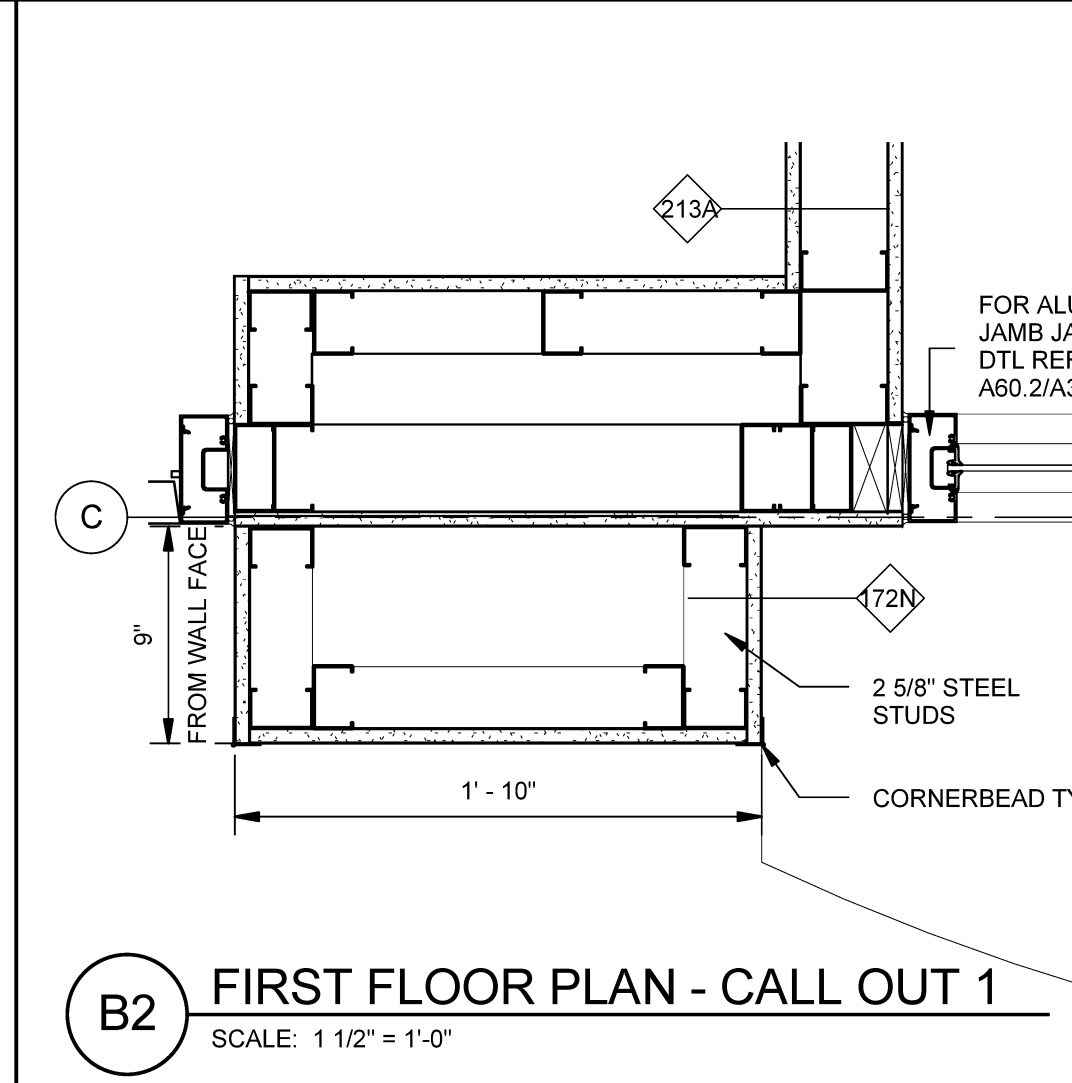 213A
FOR ALU
JAMB JA
DTL REF
A60.2/A3
C
9"
FROM WALL FACE
172N
2 5/8" STEEL
STUDS
1' - 10"
CORNERBEAD TY
B2
FIRST FLOOR PLAN - CALL OUT 1
SCALE: 1 1/2" = 1'-0"